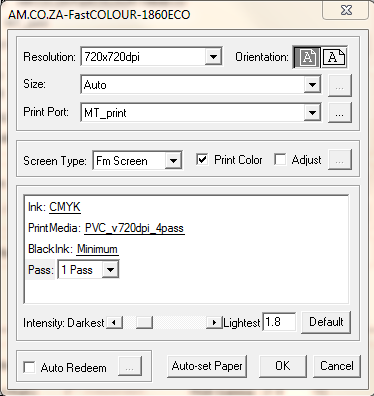 AM.CO.ZA-FastCOLOUR-1860ECO
Resolution: 720x720dpi Orientation: A A
Size: Auto ...
Print Port: MT_print ...
Screen Type: Fm Screen Print Color Adjust ...
Ink: CMYK
PrintMedia: PVC_v720dpi_4pass
BlackInk: Minimum
Pass: 1 Pass
Intensity: Darkest Lightest 1.8 Default
Auto Redeem ... Auto-set Paper OK Cancel